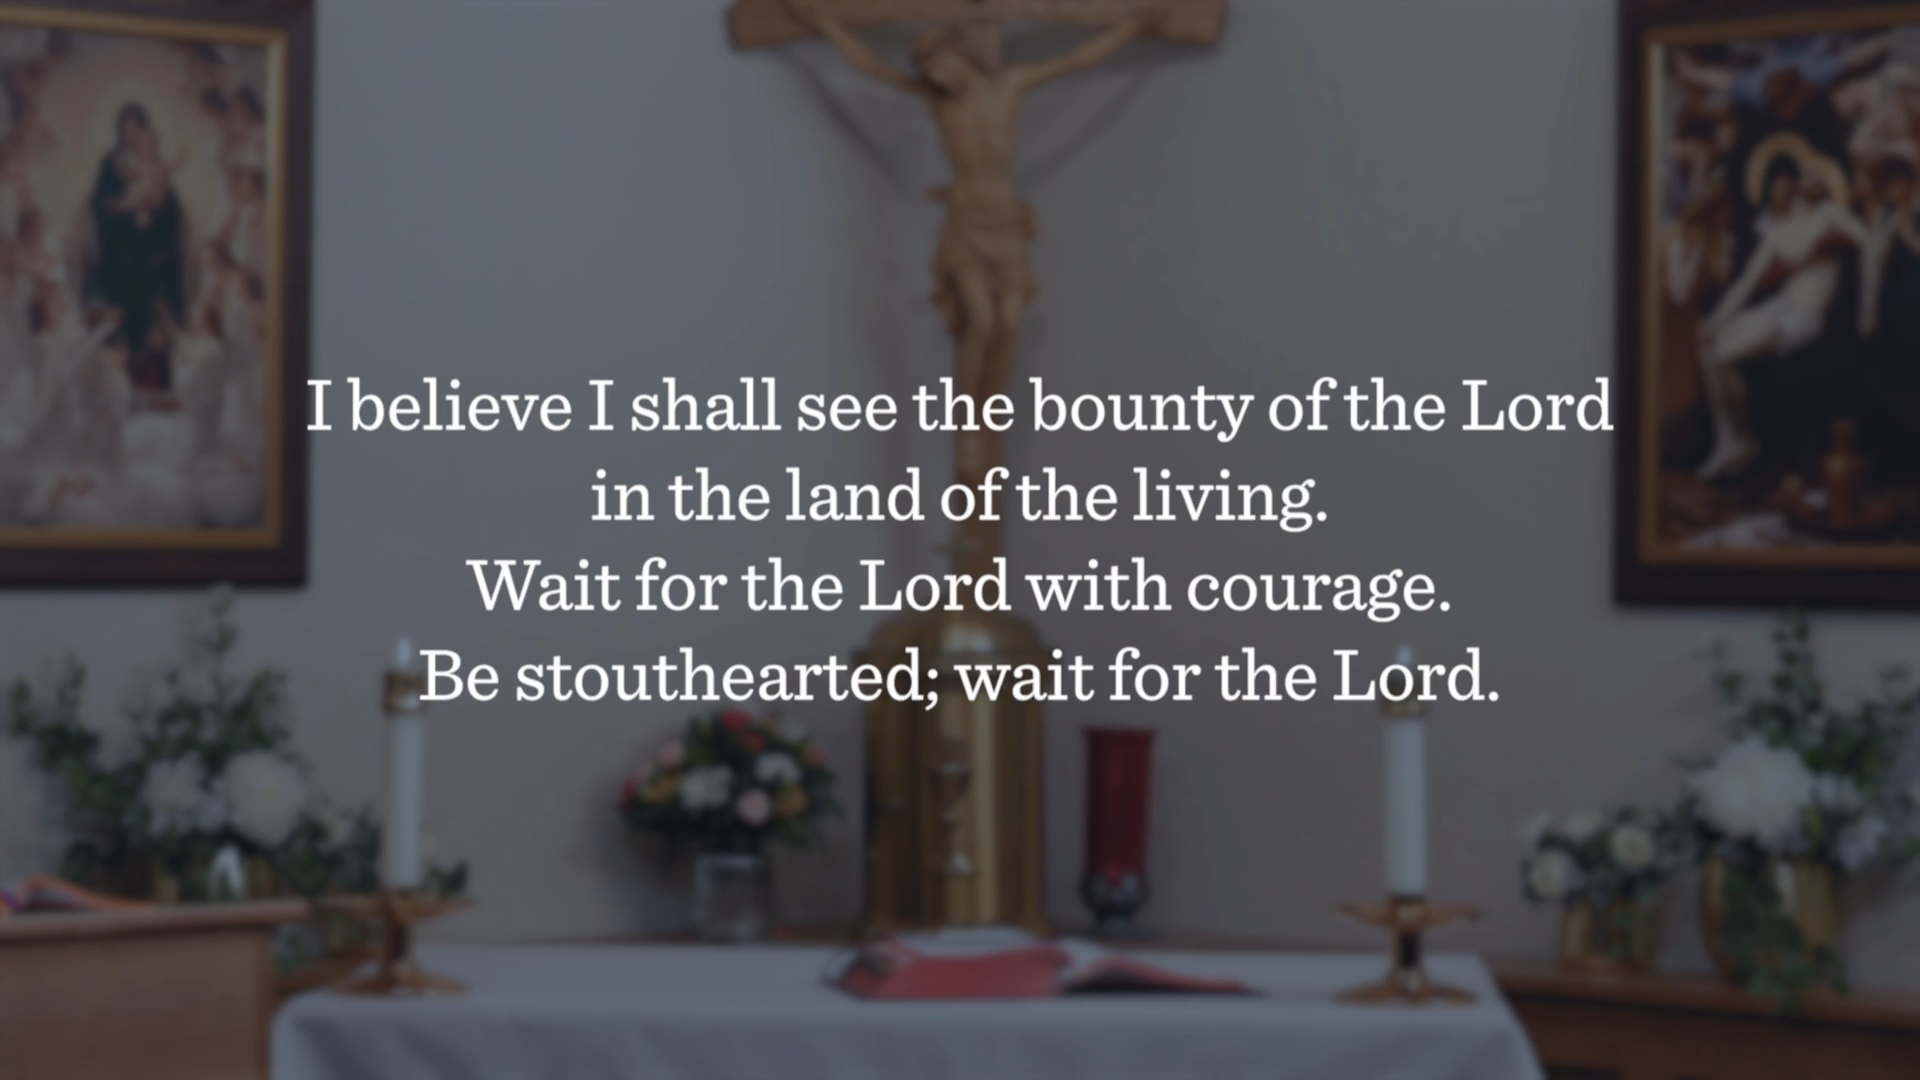 I believe I shall see the bounty of the Lord
in the land of the living.
Wait for the Lord with courage.
Be stouthearted; wait for the Lord.